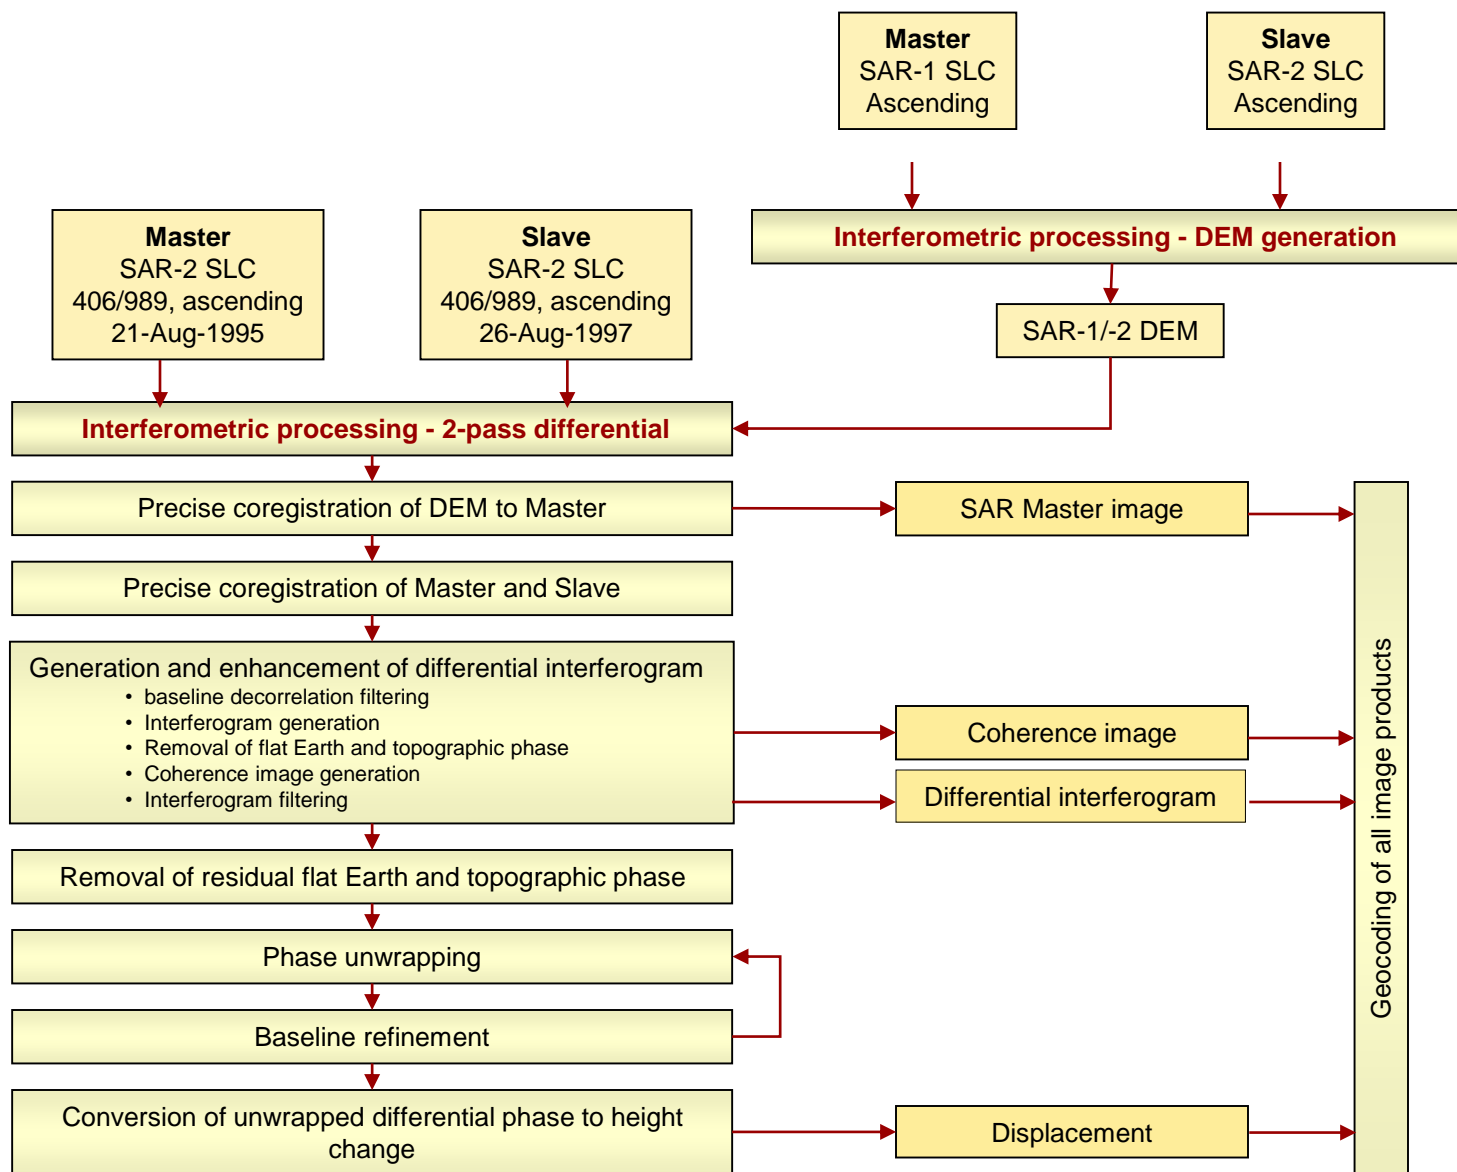 Master
SAR-1 SLC
Ascending
Slave
SAR-2 SLC
Ascending
Interferometric processing - DEM generation
SAR-1/-2 DEM
Master
SAR-2 SLC
406/989, ascending
21-Aug-1995
Slave
SAR-2 SLC
406/989, ascending
26-Aug-1997
Interferometric processing - 2-pass differential
Precise coregistration of DEM to Master
SAR Master image
Precise coregistration of Master and Slave
Generation and enhancement of differential interferogram
• baseline decorrelation filtering
• Interferogram generation
• Removal of flat Earth and topographic phase
• Coherence image generation
• Interferogram filtering
Coherence image
Differential interferogram
Removal of residual flat Earth and topographic phase
Phase unwrapping
Baseline refinement
Conversion of unwrapped differential phase to height
change
Displacement
Geocoding of all image products